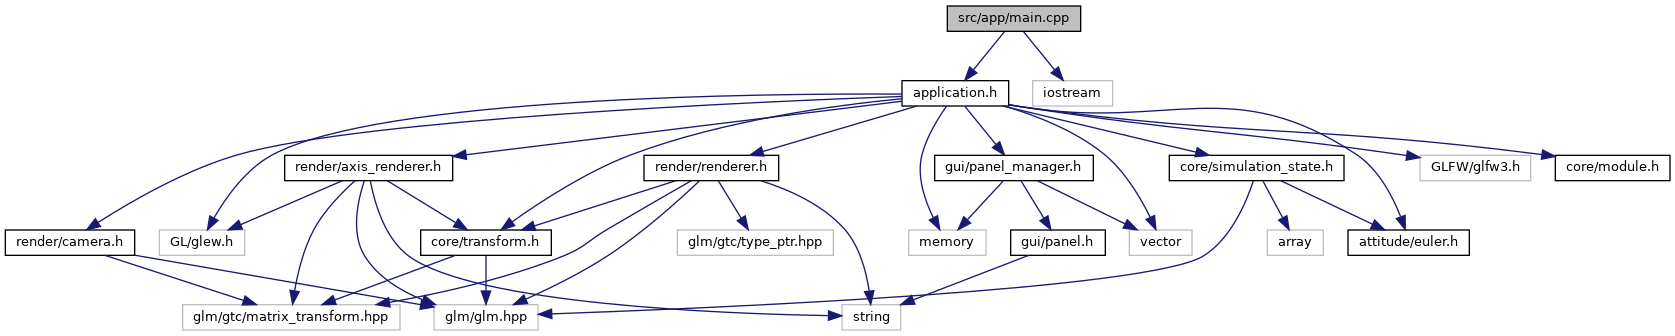 src/app/main.cpp
application.h
iostream
render/axis_renderer.h
render/renderer.h
gui/panel_manager.h
core/simulation_state.h
GLFW/glfw3.h
core/module.h
render/camera.h
GL/glew.h
core/transform.h
glm/gtc/type_ptr.hpp
memory
gui/panel.h
vector
array
attitude/euler.h
glm/gtc/matrix_transform.hpp
glm/glm.hpp
string